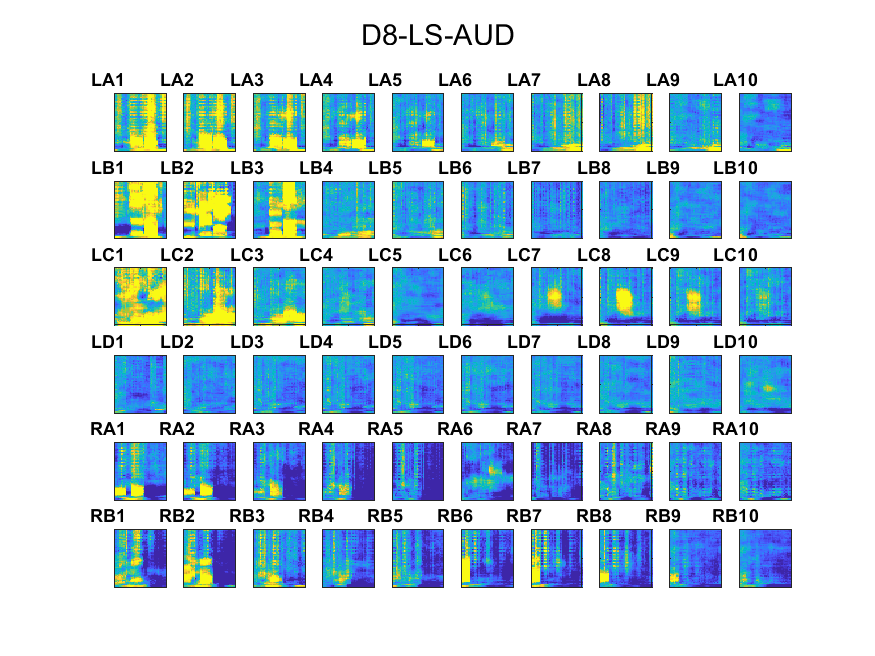 D8-LS-AUD
LA1 LA2 LA3 LA4 LA5 LA6 LA7 LA8 LA9 LA10
LB1 LB2 LB3 LB4 LB5 LB6 LB7 LB8 LB9 LB10
LC1 LC2 LC3 LC4 LC5 LC6 LC7 LC8 LC9 LC10
LD1 LD2 LD3 LD4 LD5 LD6 LD7 LD8 LD9 LD10
RA1 RA2 RA3 RA4 RA5 RA6 RA7 RA8 RA9 RA10
RB1 RB2 RB3 RB4 RB5 RB6 RB7 RB8 RB9 RB10